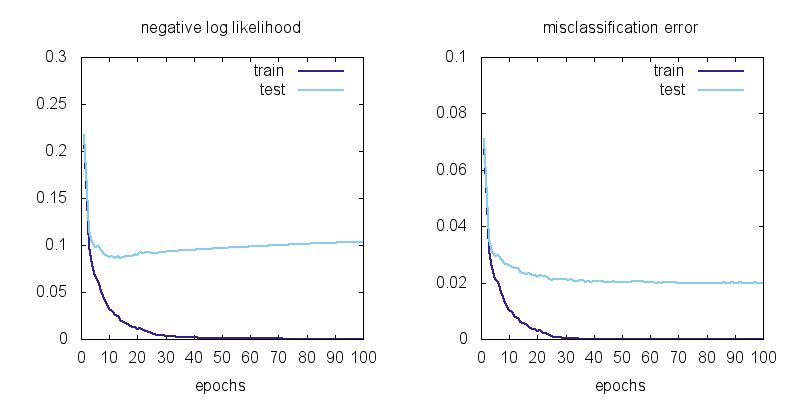 negative log likelihood
0.3
0.25
0.2
0.15
0.1
0.05
0
train
test
0 10 20 30 40 50 60 70 80 90 100
epochs
misclassification error
0.1
0.08
0.06
0.04
0.02
0
train
test
0 10 20 30 40 50 60 70 80 90 100
epochs